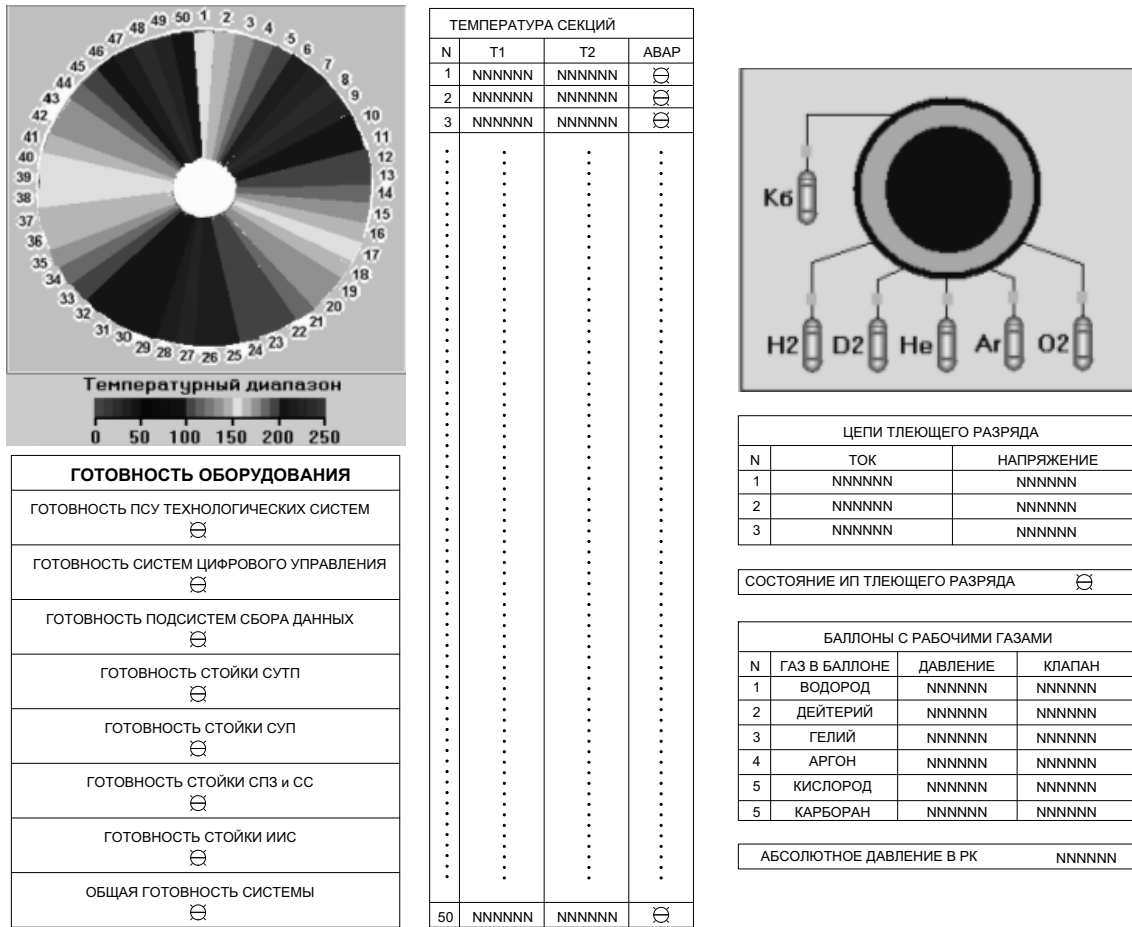 1 2 3 4 5 6 7 8 9 10 11 12 13 14 15 16 17 18 19 20 21 22 23 24 25 26 27 28 29 30 31 32 33 34 35 36 37 38 39 40 41 42 43 44 45 46 47 48 49 50
Температурный диапазон
0 50 100 150 200 250
ГОТОВНОСТЬ ОБОРУДОВАНИЯ
ГОТОВНОСТЬ ПСУ ТЕХНОЛОГИЧЕСКИХ СИСТЕМ
ГОТОВНОСТЬ СИСТЕМ ЦИФРОВОГО УПРАВЛЕНИЯ
ГОТОВНОСТЬ ПОДСИСТЕМ СБОРА ДАННЫХ
ГОТОВНОСТЬ СТОЙКИ СУТП
ГОТОВНОСТЬ СТОЙКИ СУП
ГОТОВНОСТЬ СТОЙКИ СПЗ и СС
ГОТОВНОСТЬ СТОЙКИ ИИС
ОБЩАЯ ГОТОВНОСТЬ СИСТЕМЫ
ТЕМПЕРАТУРА СЕКЦИЙ
N T1 T2 АВАР
1 NNNNNN NNNNNN
2 NNNNNN NNNNNN
3 NNNNNN NNNNNN
50 NNNNNN NNNNNN
Кб
H2 D2 He Ar O2
ЦЕПИ ТЛЕЮЩЕГО РАЗРЯДА
N ТОК НАПРЯЖЕНИЕ
1 NNNNNN NNNNNN
2 NNNNNN NNNNNN
3 NNNNNN NNNNNN
СОСТОЯНИЕ ИП ТЛЕЮЩЕГО РАЗРЯДА
БАЛЛОНЫ С РАБОЧИМИ ГАЗАМИ
N ГАЗ В БАЛЛОНЕ ДАВЛЕНИЕ КЛАПАН
1 ВОДОРОД NNNNNN NNNNNN
2 ДЕЙТЕРИЙ NNNNNN NNNNNN
3 ГЕЛИЙ NNNNNN NNNNNN
4 АРГОН NNNNNN NNNNNN
5 КИСЛОРОД NNNNNN NNNNNN
5 КАРБОРАН NNNNNN NNNNNN
АБСОЛЮТНОЕ ДАВЛЕНИЕ В РК NNNNNN